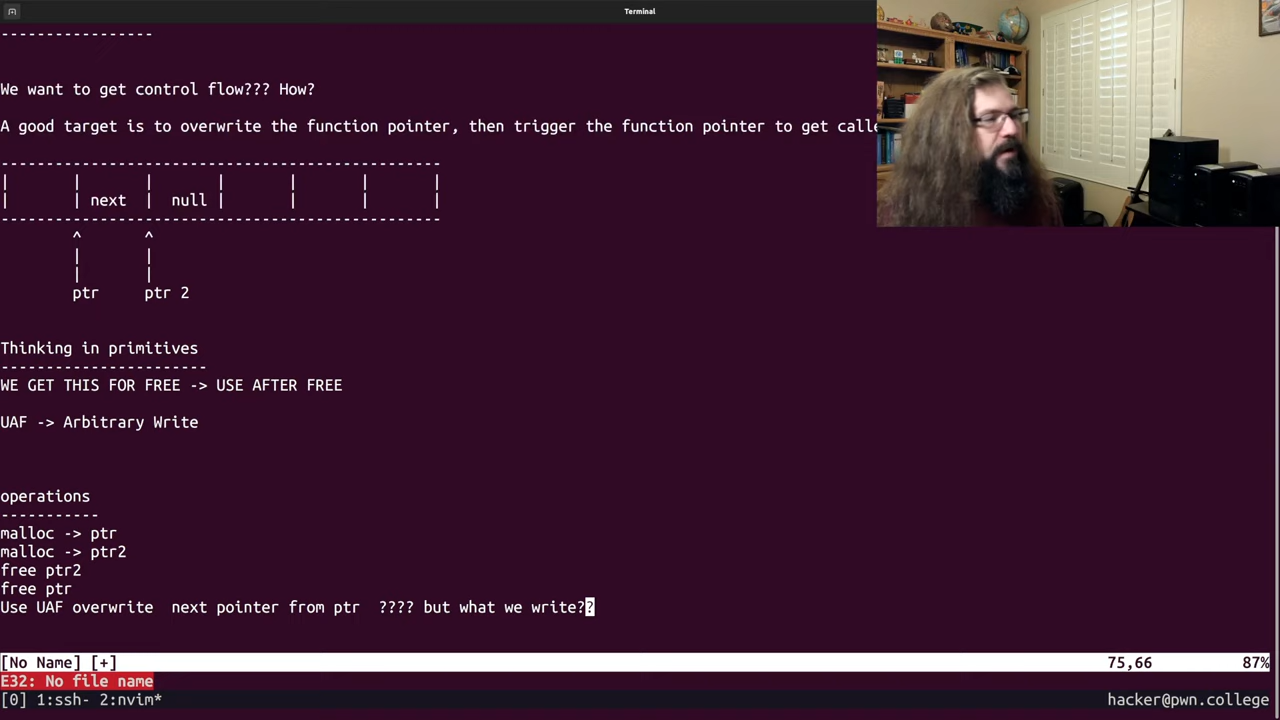 Terminal
-----------------
We want to get control flow??? How?
A good target is to overwrite the function pointer, then trigger the function pointer to get calle
-------------------------------------------------
|       |       |       |       |       |       |
|       | next  |  null |       |       |       |
-------------------------------------------------
        ^       ^
        |       |
        |       |
        ptr     ptr 2
Thinking in primitives
-----------------------
WE GET THIS FOR FREE -> USE AFTER FREE
UAF -> Arbitrary Write
operations
-----------
malloc -> ptr
malloc -> ptr2
free ptr2
free ptr
Use UAF overwrite  next pointer from ptr  ???? but what we write??
[No Name] [+] 75,66 87%
E32: No file name
[0] 1:ssh- 2:nvim* hacker@pwn.college